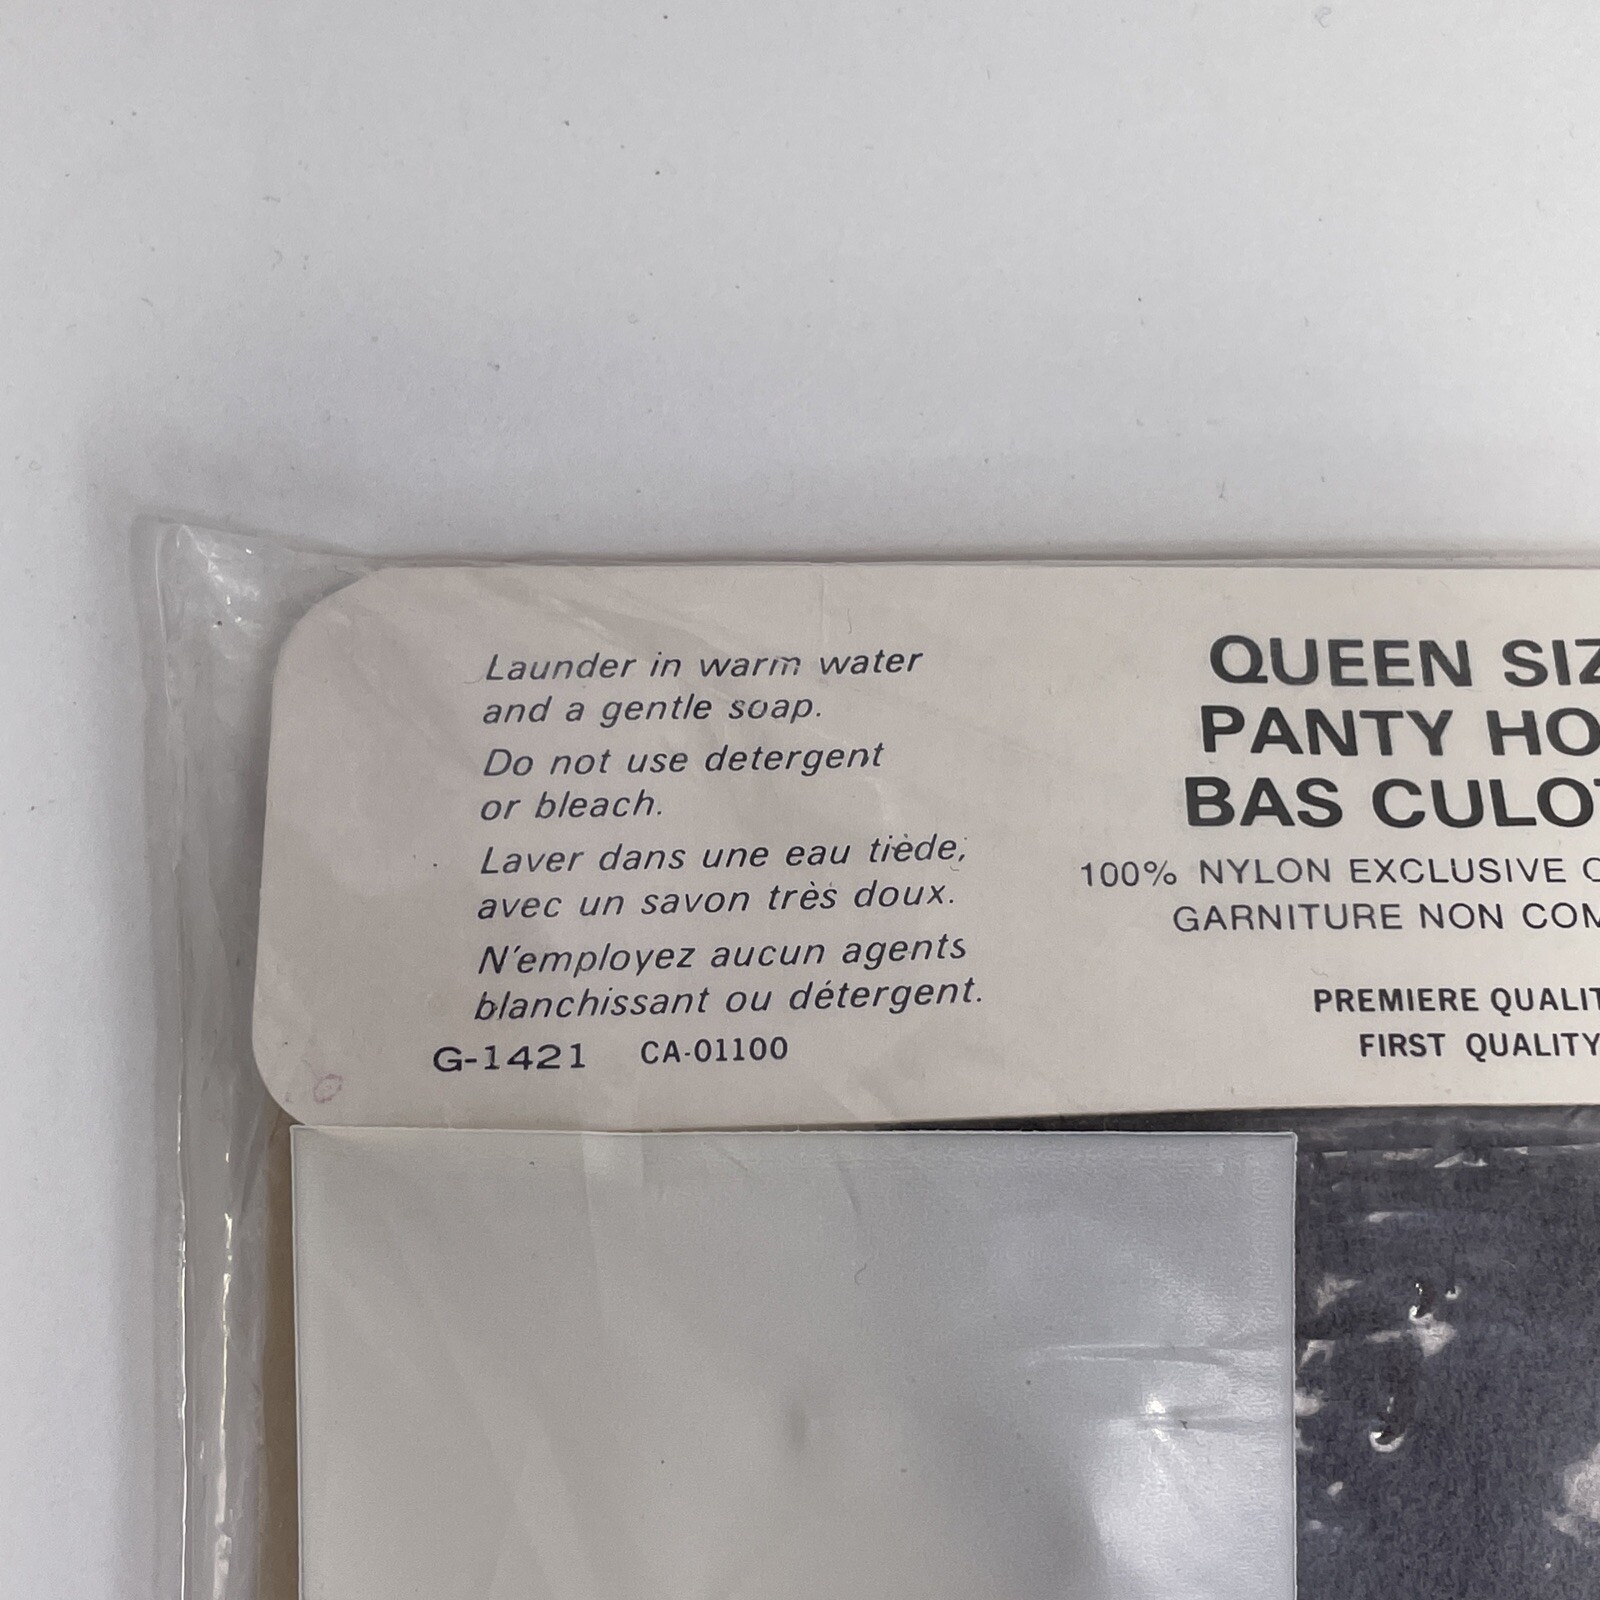 Launder in warm water
and a gentle soap.
Do not use detergent
or bleach.
Laver dans une eau tiède,
avec un savon très doux.
N'employez aucun agents
blanchissant ou détergent.
G-1421 CA-01100
QUEEN SIZ
PANTY HO
BAS CULOT
100% NYLON EXCLUSIVE O
GARNITURE NON COM
PREMIERE QUALIT
FIRST QUALITY